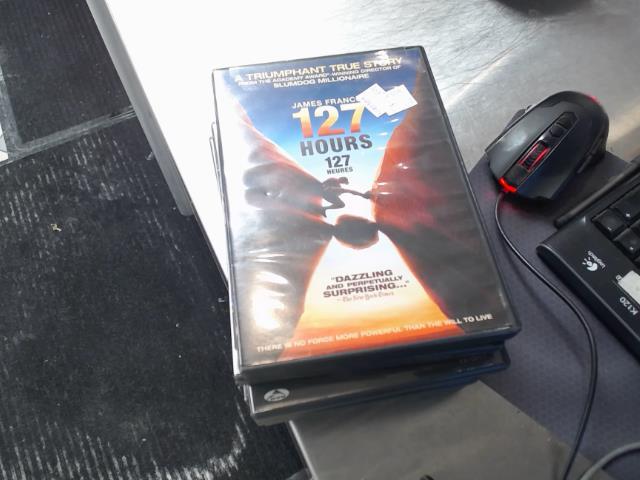 A TRIUMPHANT TRUE STORY
FROM THE ACADEMY AWARD®-WINNING DIRECTOR OF
SLUMDOG MILLIONAIRE
JAMES FRANCO
127
HOURS
127
HEURES
"DAZZLING
AND PERPETUALLY
SURPRISING..."
- The New York Times
THERE IS NO FORCE MORE POWERFUL THAN THE WILL TO LIVE
Logitech
K120